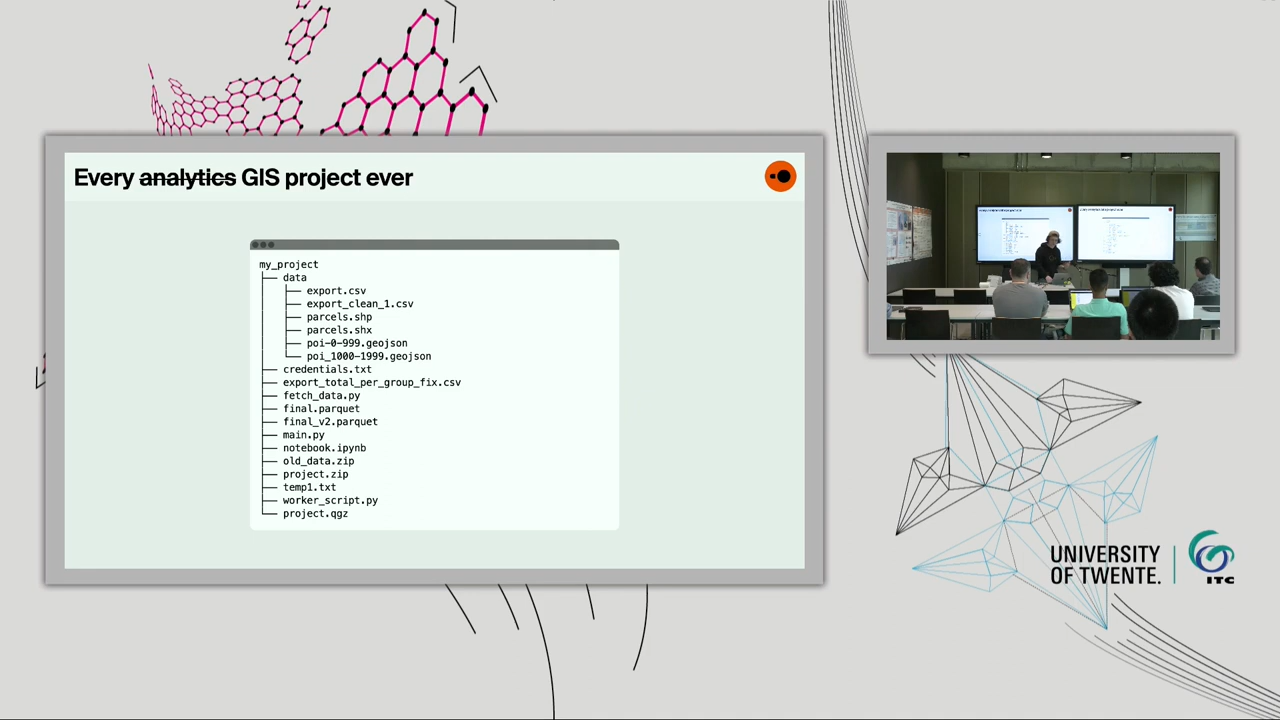 Every analytics GIS project ever
my_project
├── data
│   ├── export.csv
│   ├── export_clean_1.csv
│   ├── parcels.shp
│   ├── parcels.shx
│   ├── poi-0-999.geojson
│   └── poi_1000-1999.geojson
├── credentials.txt
├── export_total_per_group_fix.csv
├── fetch_data.py
├── final.parquet
├── final_v2.parquet
├── main.py
├── notebook.ipynb
├── old_data.zip
├── project.zip
├── temp1.txt
├── worker_script.py
└── project.qgz
UNIVERSITY
OF TWENTE.
ITC